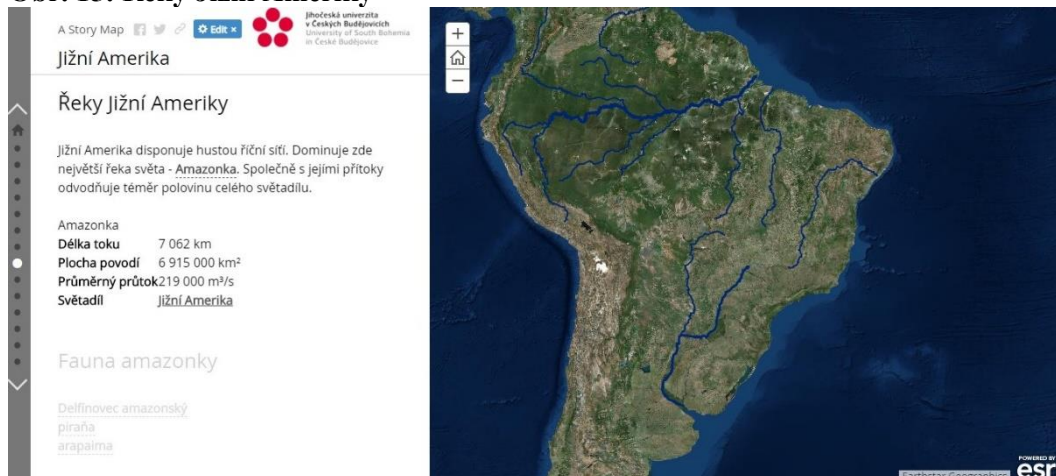 A Story Map
Edit ×
Jihočeská univerzita
v Českých Budějovicích
University of South Bohemia
in České Budějovice
Jižní Amerika
Řeky Jižní Ameriky
Jižní Amerika disponuje hustou říční sítí. Dominuje zde
největší řeka světa - Amazonka. Společně s jejími přítoky
odvodňuje téměr polovinu celého světadílu.
Amazonka
Délka toku 7 062 km
Plocha povodí 6 915 000 km²
Průměrný průtok 219 000 m³/s
Světadíl Jižní Amerika
Fauna amazonky
Delfínovec amazonský
piraňa
arapaima
+
−
POWERED BY
esri
Earthstar Geographics